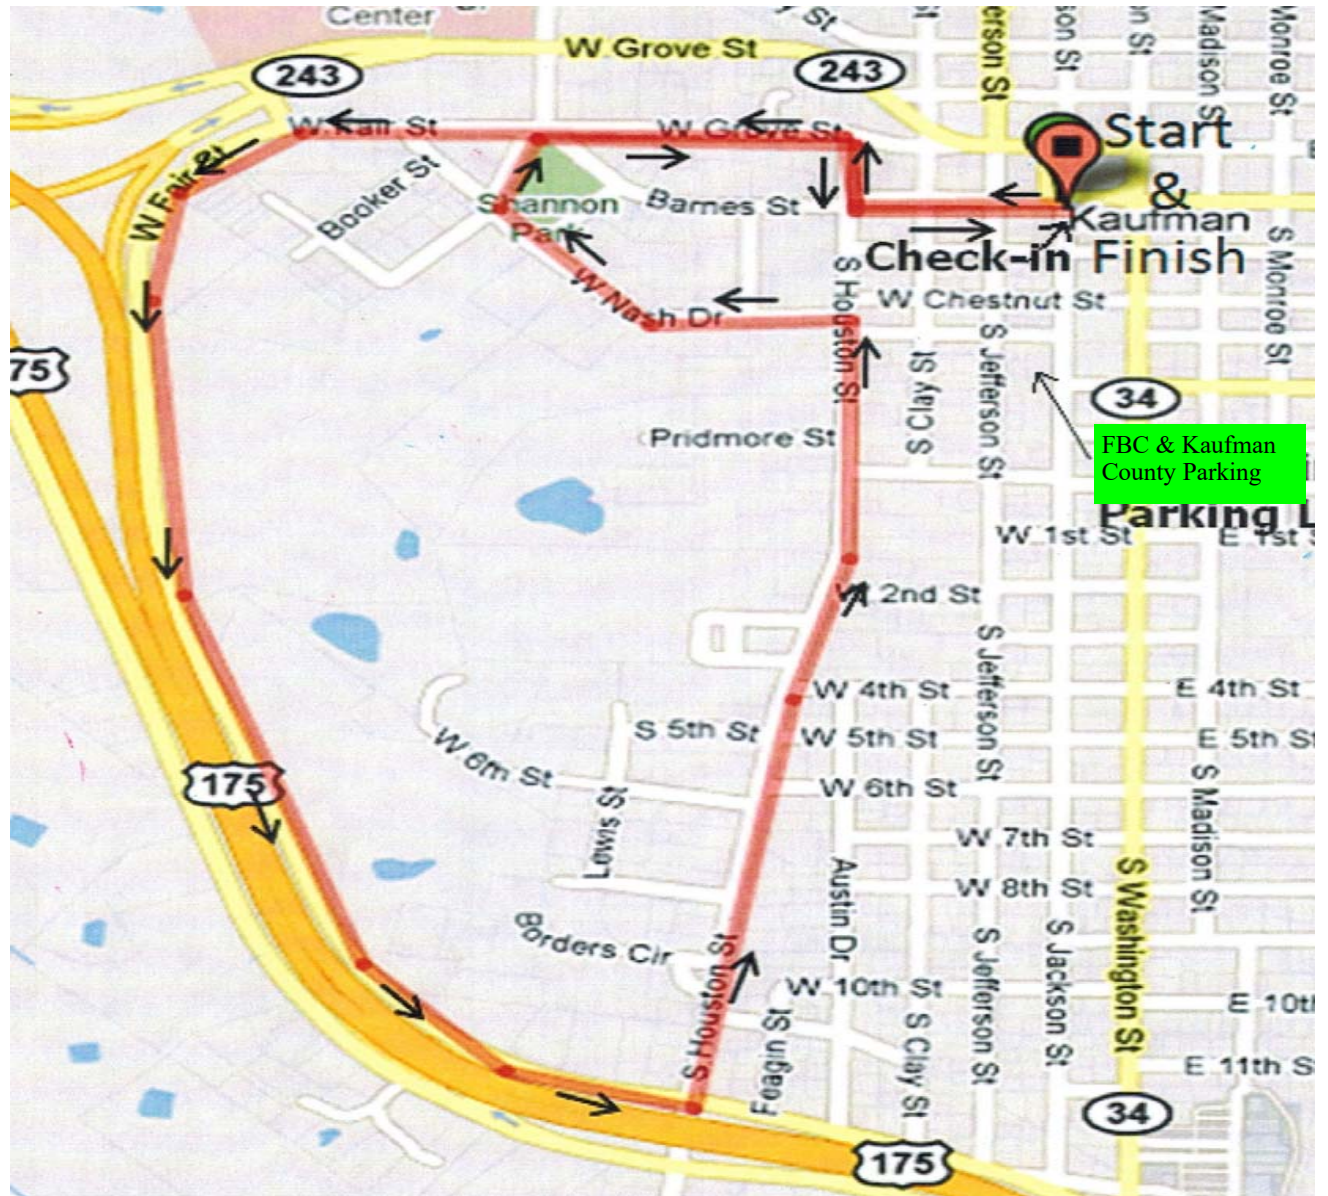 Center
W Grove St
243
243
erson St
son St
on St
Madison S
Monroe St
y St
W Fair St
W Grove St
Start
&
Finish
Kaufman
Check-in
W Fair St
Booker St
Shannon
Park
Barnes St
W Nash Dr
S Houston St
W Chestnut St
S Monroe St
75
S Clay St
S Jefferson St
34
Pridmore St
FBC & Kaufman
County Parking
Parking L
W 1st St
E 1st S
W 2nd St
S Jefferson St
W 4th St
E 4th St
S 5th St
W 5th St
E 5th St
W 6th St
W 6th St
175
Lewis St
S Madison St
W 7th St
W 8th St
Austin Dr
S Washington St
Borders Cir
S Houston St
W 10th St
E 10th
S Jefferson St
S Jackson St
Feagin St
S Clay St
E 11th S
34
175